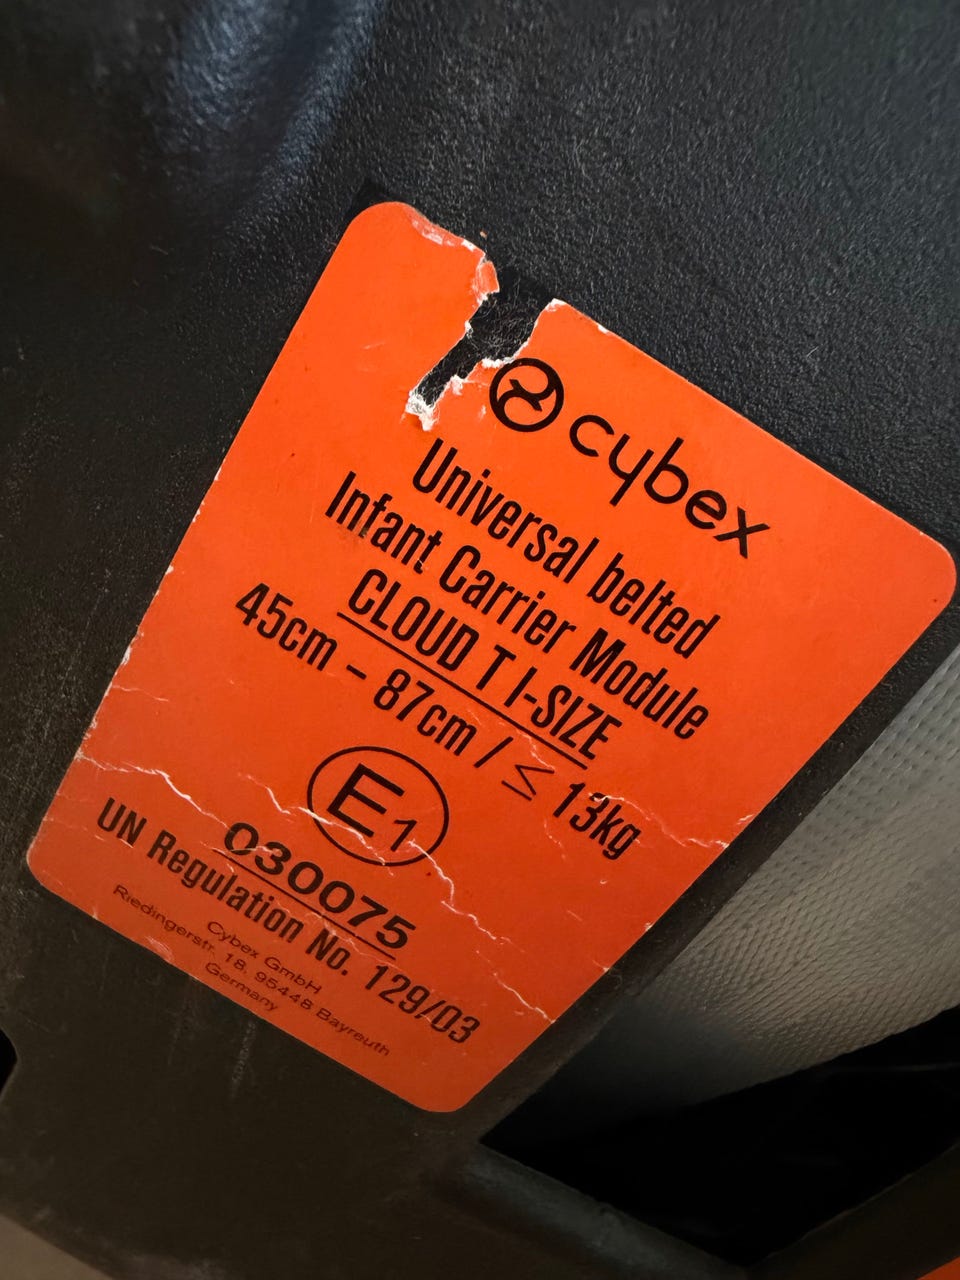 cybex
Universal belted
Infant Carrier Module
CLOUD T I-SIZE
45cm – 87cm / ≤ 13kg
E1
030075
UN Regulation No. 129/03
Cybex GmbH
Riedingerstr. 18, 95448 Bayreuth
Germany